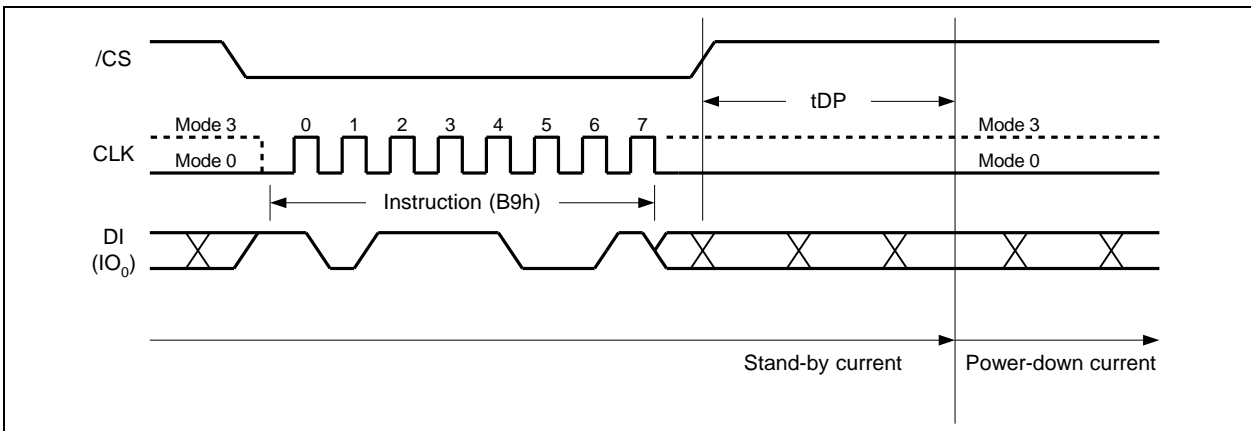 /CS
tDP
Mode 3
0 1 2 3 4 5 6 7
Mode 3
CLK
Mode 0
Mode 0
Instruction (B9h)
DI
(IO0)
Stand-by current
Power-down current